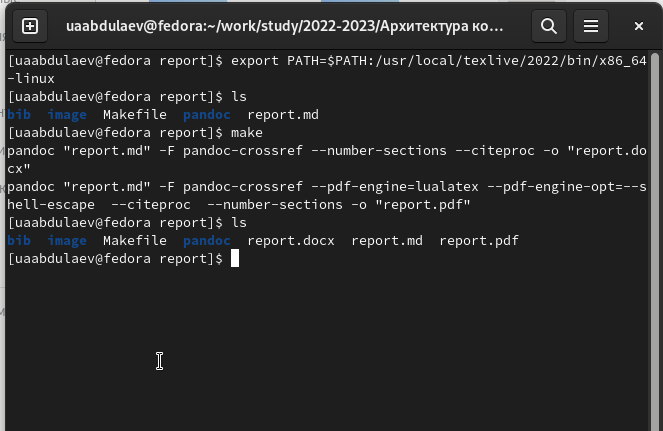 uaabdulaev@fedora:~/work/study/2022-2023/Архитектура ко...
[uaabdulaev@fedora report]$ export PATH=$PATH:/usr/local/texlive/2022/bin/x86_64
-linux
[uaabdulaev@fedora report]$ ls
bib  image  Makefile  pandoc  report.md
[uaabdulaev@fedora report]$ make
pandoc "report.md" -F pandoc-crossref --number-sections --citeproc -o "report.do
cx"
pandoc "report.md" -F pandoc-crossref --pdf-engine=lualatex --pdf-engine-opt=--s
hell-escape  --citeproc  --number-sections -o "report.pdf"
[uaabdulaev@fedora report]$ ls
bib  image  Makefile  pandoc  report.docx  report.md  report.pdf
[uaabdulaev@fedora report]$